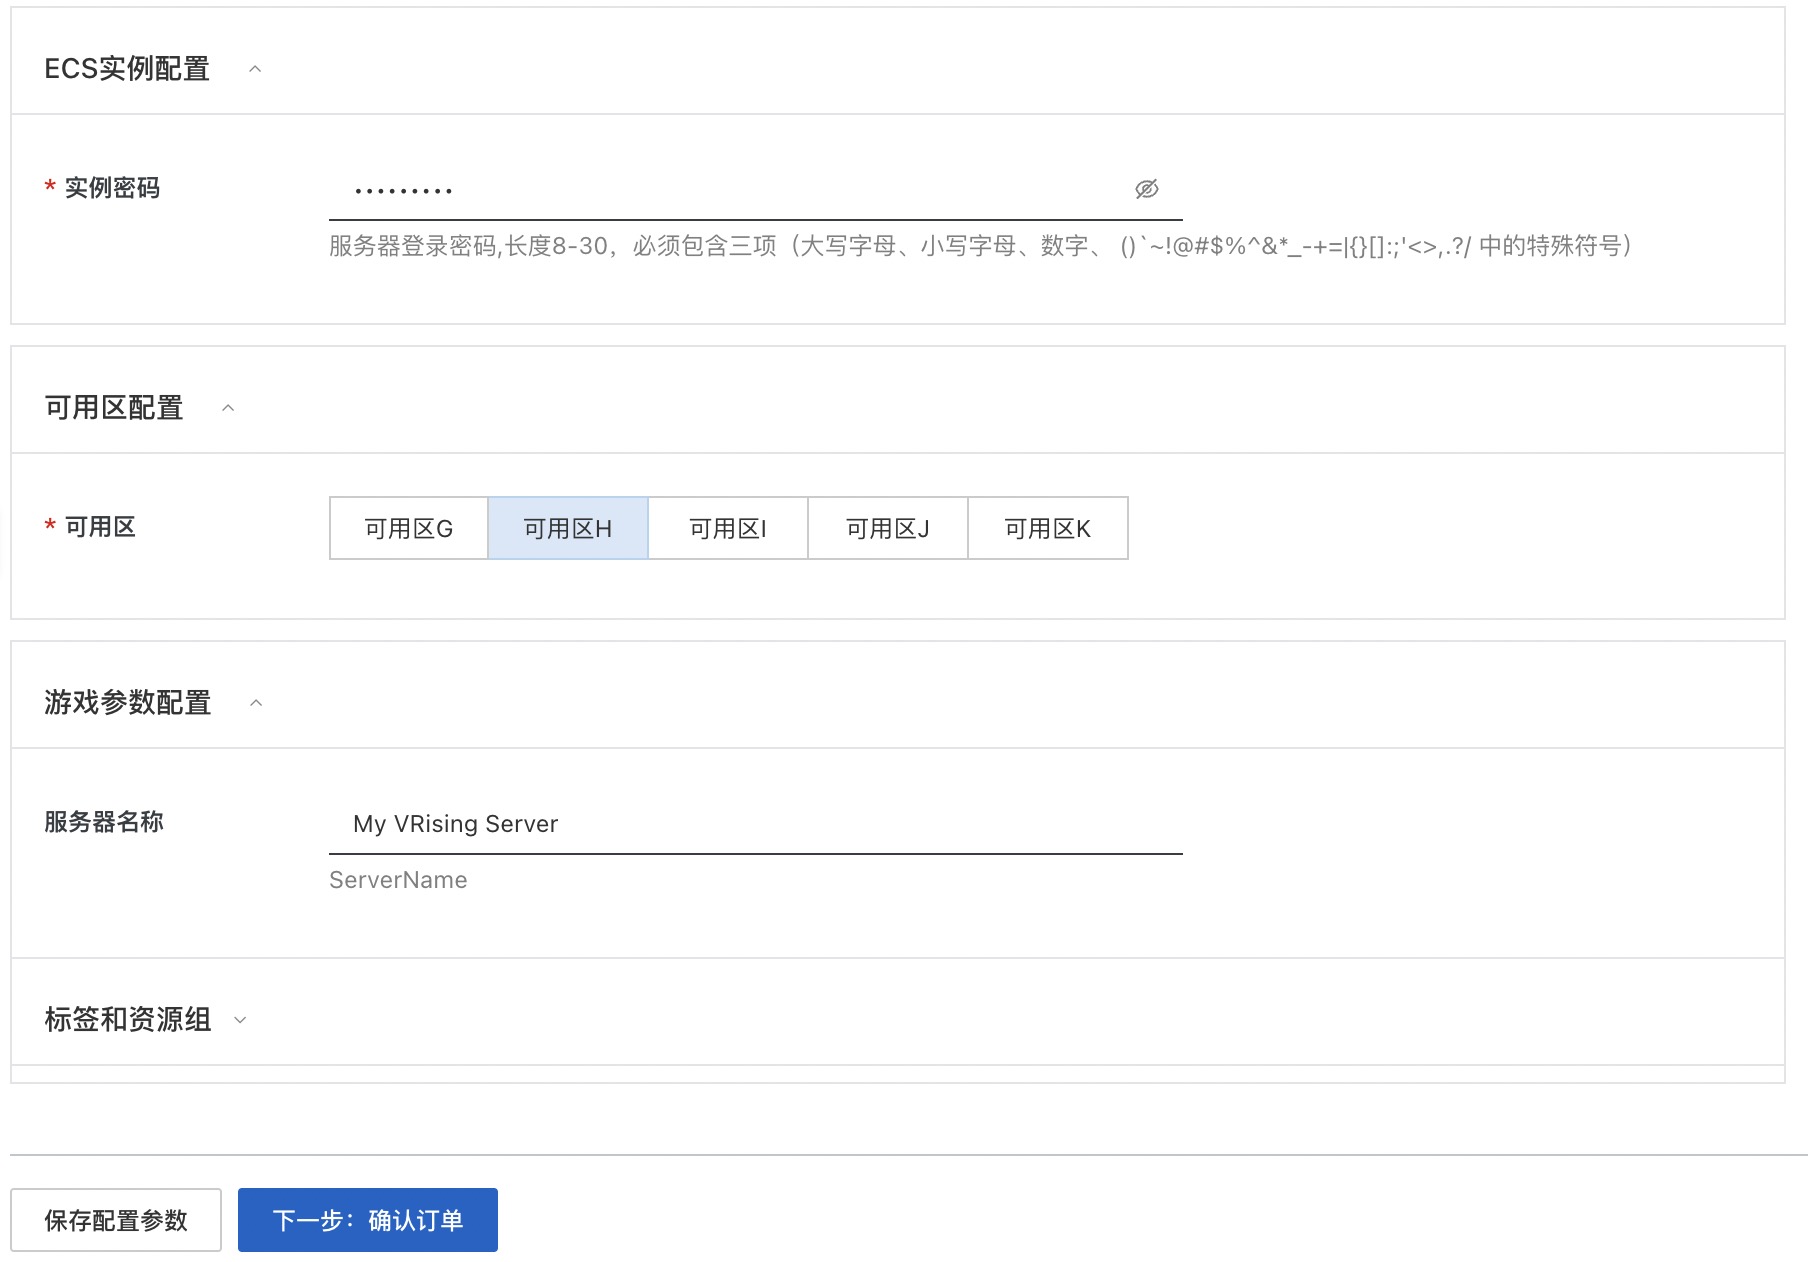 ECS实例配置
* 实例密码
•••••••••
服务器登录密码,长度8-30，必须包含三项（大写字母、小写字母、数字、 ()`~!@#$%^&*_-+=|{}[]:;'<>,.?/ 中的特殊符号）
可用区配置
* 可用区
可用区G 可用区H 可用区I 可用区J 可用区K
游戏参数配置
服务器名称
My VRising Server
ServerName
标签和资源组
保存配置参数 下一步：确认订单